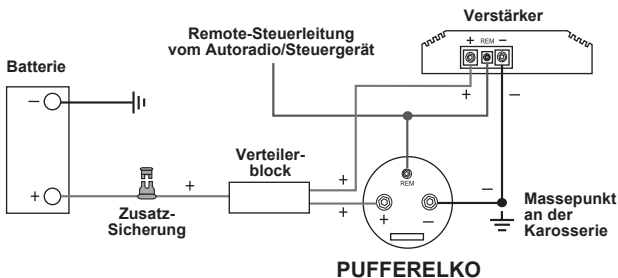 Verstärker
Remote-Steuerleitung
vom Autoradio/Steuergerät
+ REM −
Batterie
−
+ −
Verteiler-
block
+
+
+
+
REM
Zusatz-
Sicherung
+ −
−
Massepunkt
an der
Karosserie
PUFFERELKO